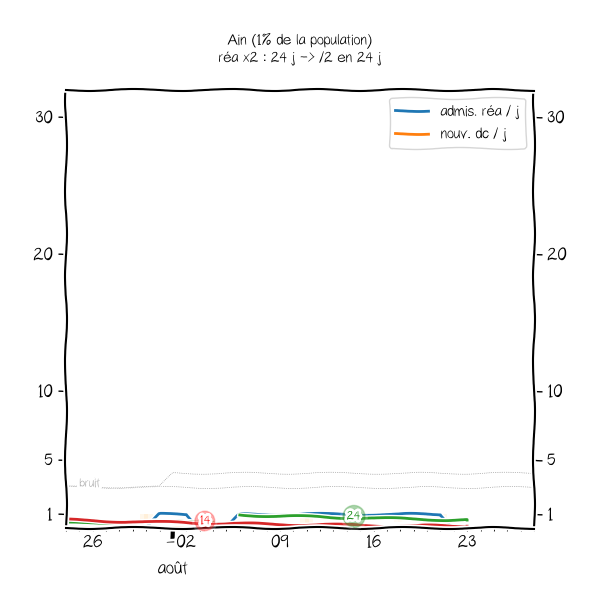 Ain (1% de la population)
réa x2 : 24 j -> /2 en 24 j
admis. réa / j
nouv. dc / j
30
30
20
20
10
10
5
5
bruit
1
14
24
1
26
02
09
16
23
août